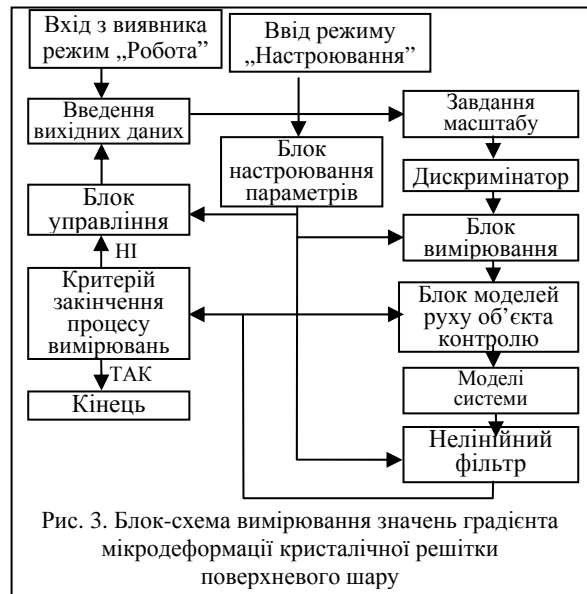 Вхід з виявника
режим „Робота”
Ввід режиму
„Настроювання”
Введення
вихідних даних
Завдання
масштабу
Блок
настроювання
параметрів
Дискримінатор
Блок
управління
Блок
вимірювання
НІ
Критерій
закінчення
процесу
вимірювань
Блок моделей
руху об’єкта
контролю
ТАК
Кінець
Моделі
системи
Нелінійний
фільтр
Рис. 3. Блок-схема вимірювання значень градієнта
мікродеформації кристалічної решітки
поверхневого шару